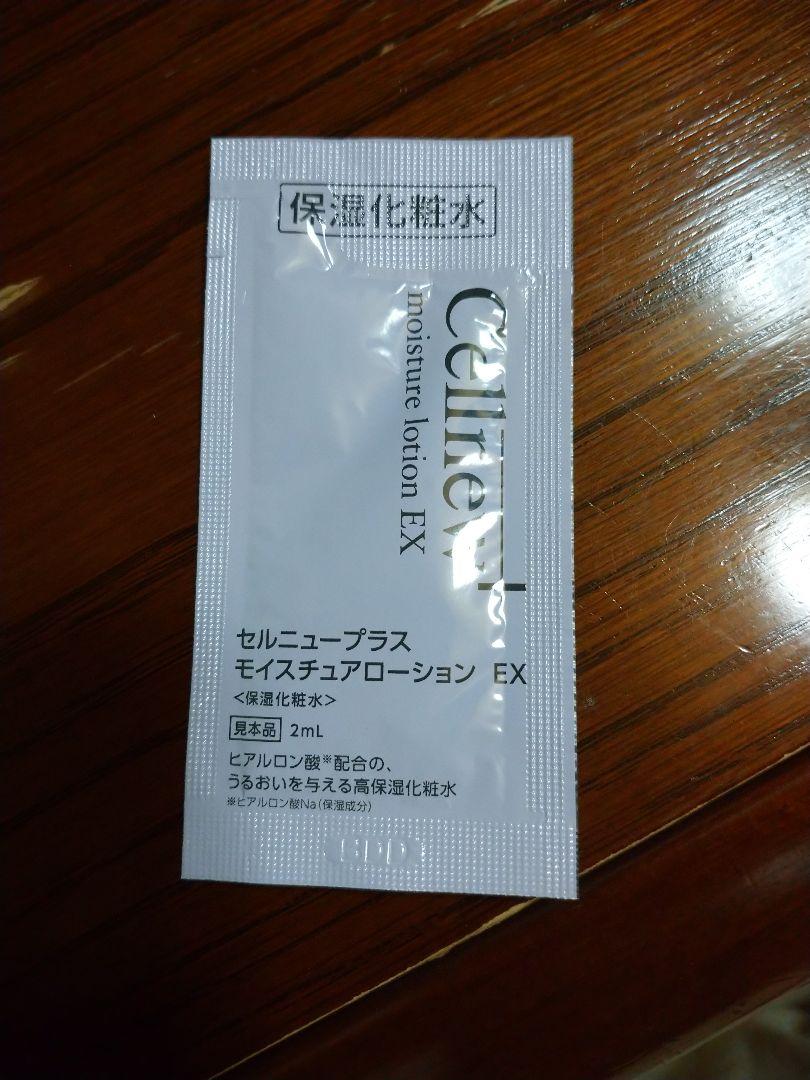 保湿化粧水
Cellnew+
moisture lotion EX
セルニュープラス
モイスチュアローション EX
＜保湿化粧水＞
見本品 2mL
ヒアルロン酸※配合の、
うるおいを与える高保湿化粧水
※ヒアルロン酸Na（保湿成分）